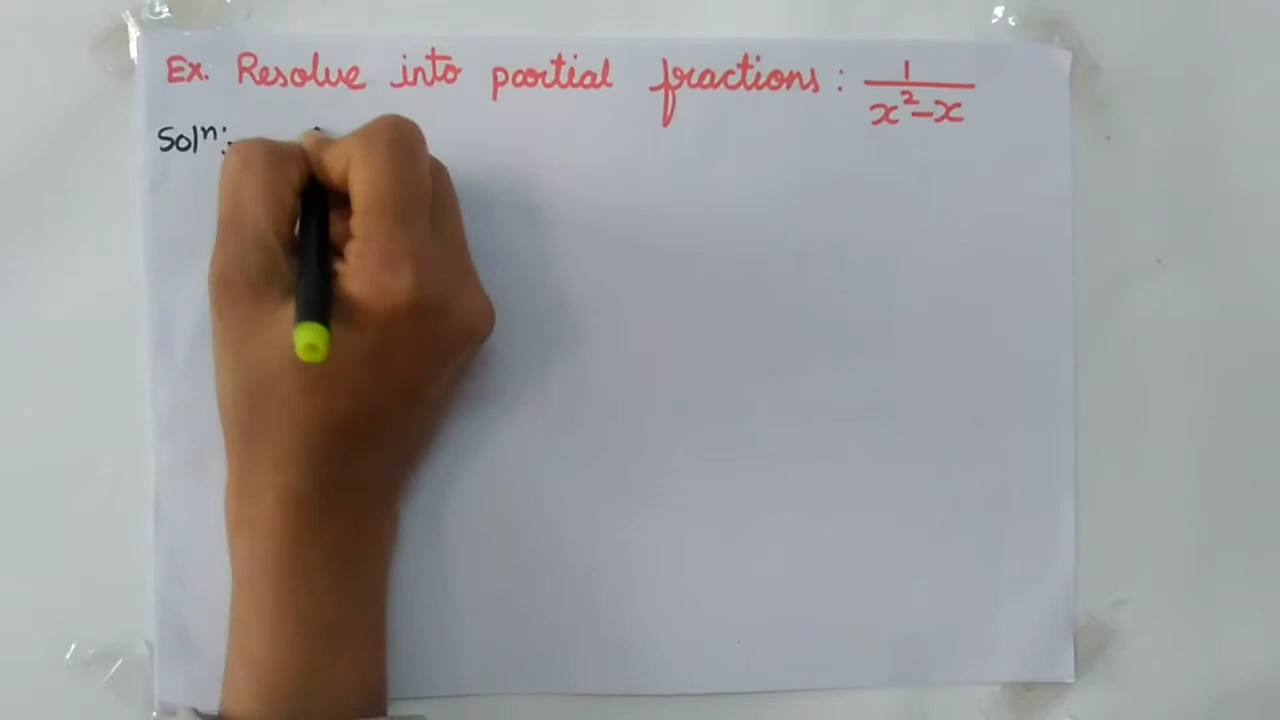 Ex. Resolve into partial fractions : 1/(x²-x)
Solⁿ:-